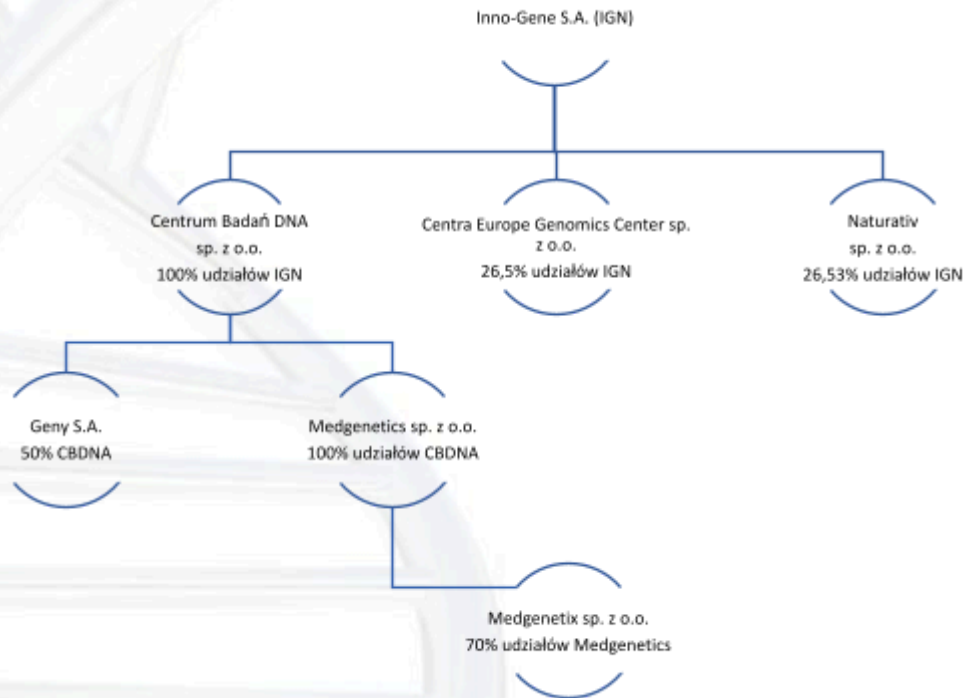 Inno-Gene S.A. (IGN)
Centrum Badań DNA
sp. z o.o.
100% udziałów IGN
Centra Europe Genomics Center sp.
z o.o.
26,5% udziałów IGN
Naturativ
sp. z o.o.
26,53% udziałów IGN
Geny S.A.
50% CBDNA
Medgenetics sp. z o.o.
100% udziałów CBDNA
Medgenetix sp. z o.o.
70% udziałów Medgenetics